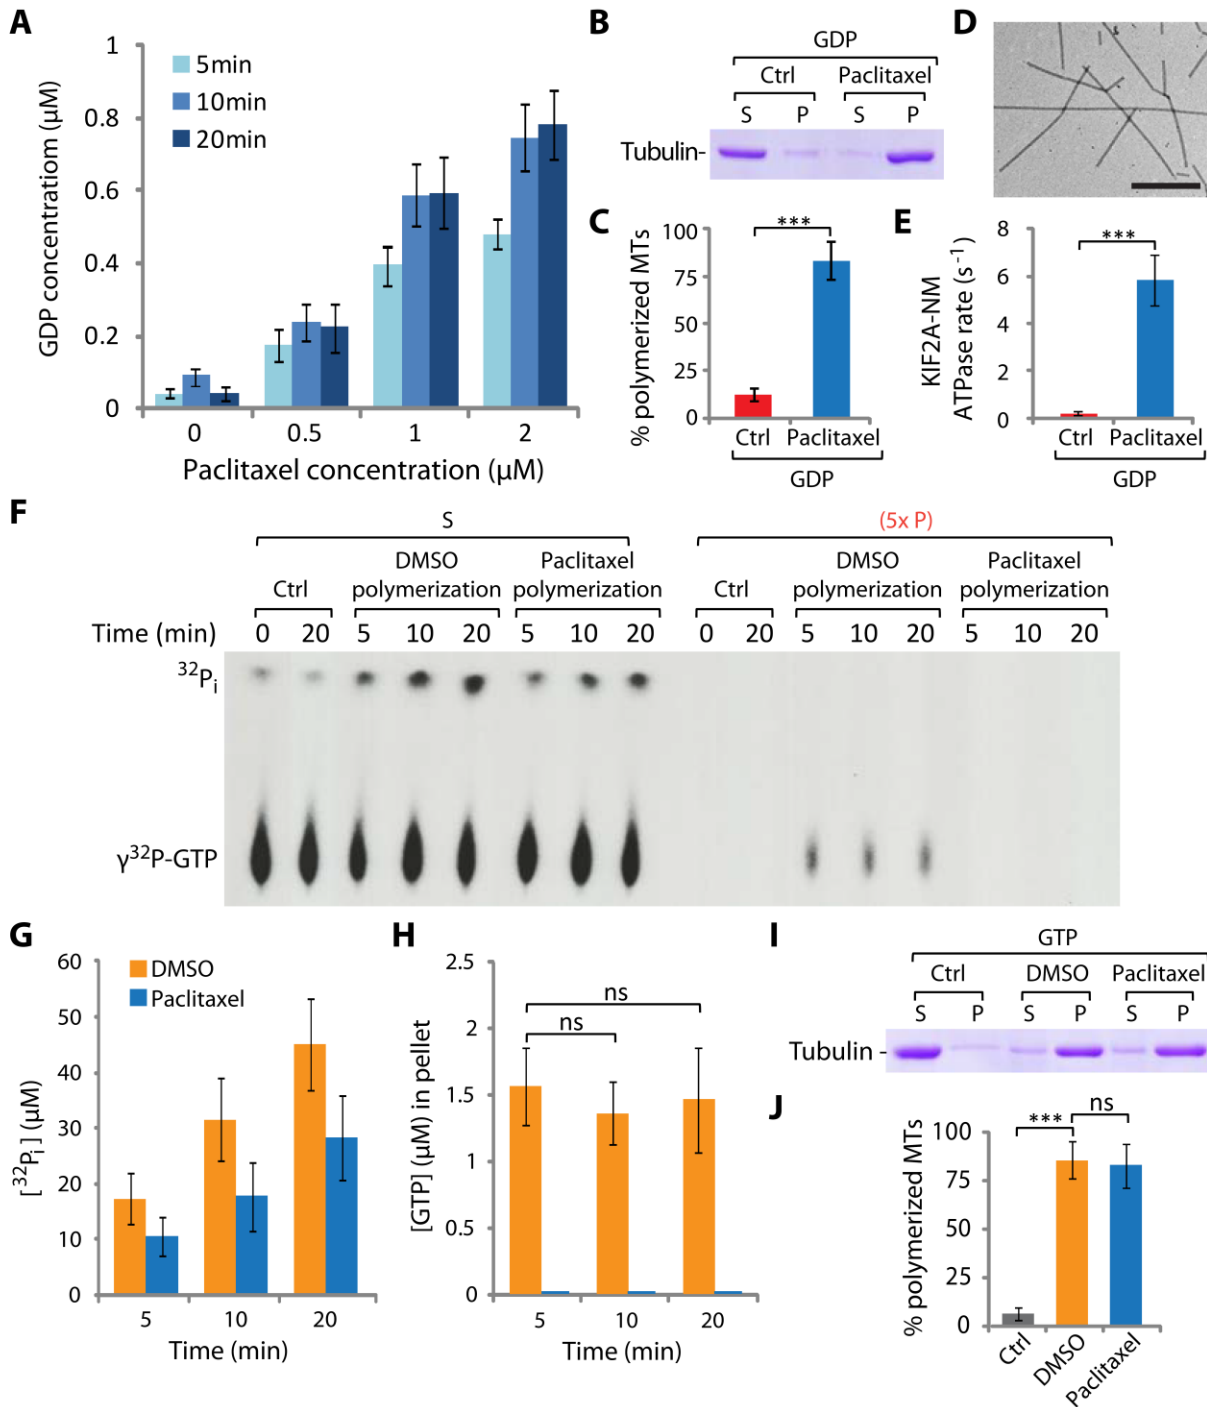 A
GDP concentratiom (µM)
1
0.8
0.6
0.4
0.2
0
5min
10min
20min
0 0.5 1 2
Paclitaxel concentration (µM)
B
GDP
Ctrl Paclitaxel
S P S P
Tubulin-
C
% polymerized MTs
100
75
50
25
0
***
Ctrl Paclitaxel
GDP
D
E
KIF2A-NM
ATPase rate (s⁻¹)
8
6
4
2
0
***
Ctrl Paclitaxel
GDP
F
S (5x P)
Ctrl DMSO polymerization Paclitaxel polymerization Ctrl DMSO polymerization Paclitaxel polymerization
Time (min) 0 20 5 10 20 5 10 20 0 20 5 10 20 5 10 20
³²Pᵢ
γ³²P-GTP
G
[³²Pᵢ] (µM)
60
50
40
30
20
10
0
DMSO
Paclitaxel
5 10 20
Time (min)
H
[GTP] (µM) in pellet
2.5
2
1.5
1
0.5
0
ns
ns
5 10 20
Time (min)
I
GTP
Ctrl DMSO Paclitaxel
S P S P S P
Tubulin -
J
% polymerized MTs
100
75
50
25
0
*** ns
Ctrl DMSO Paclitaxel